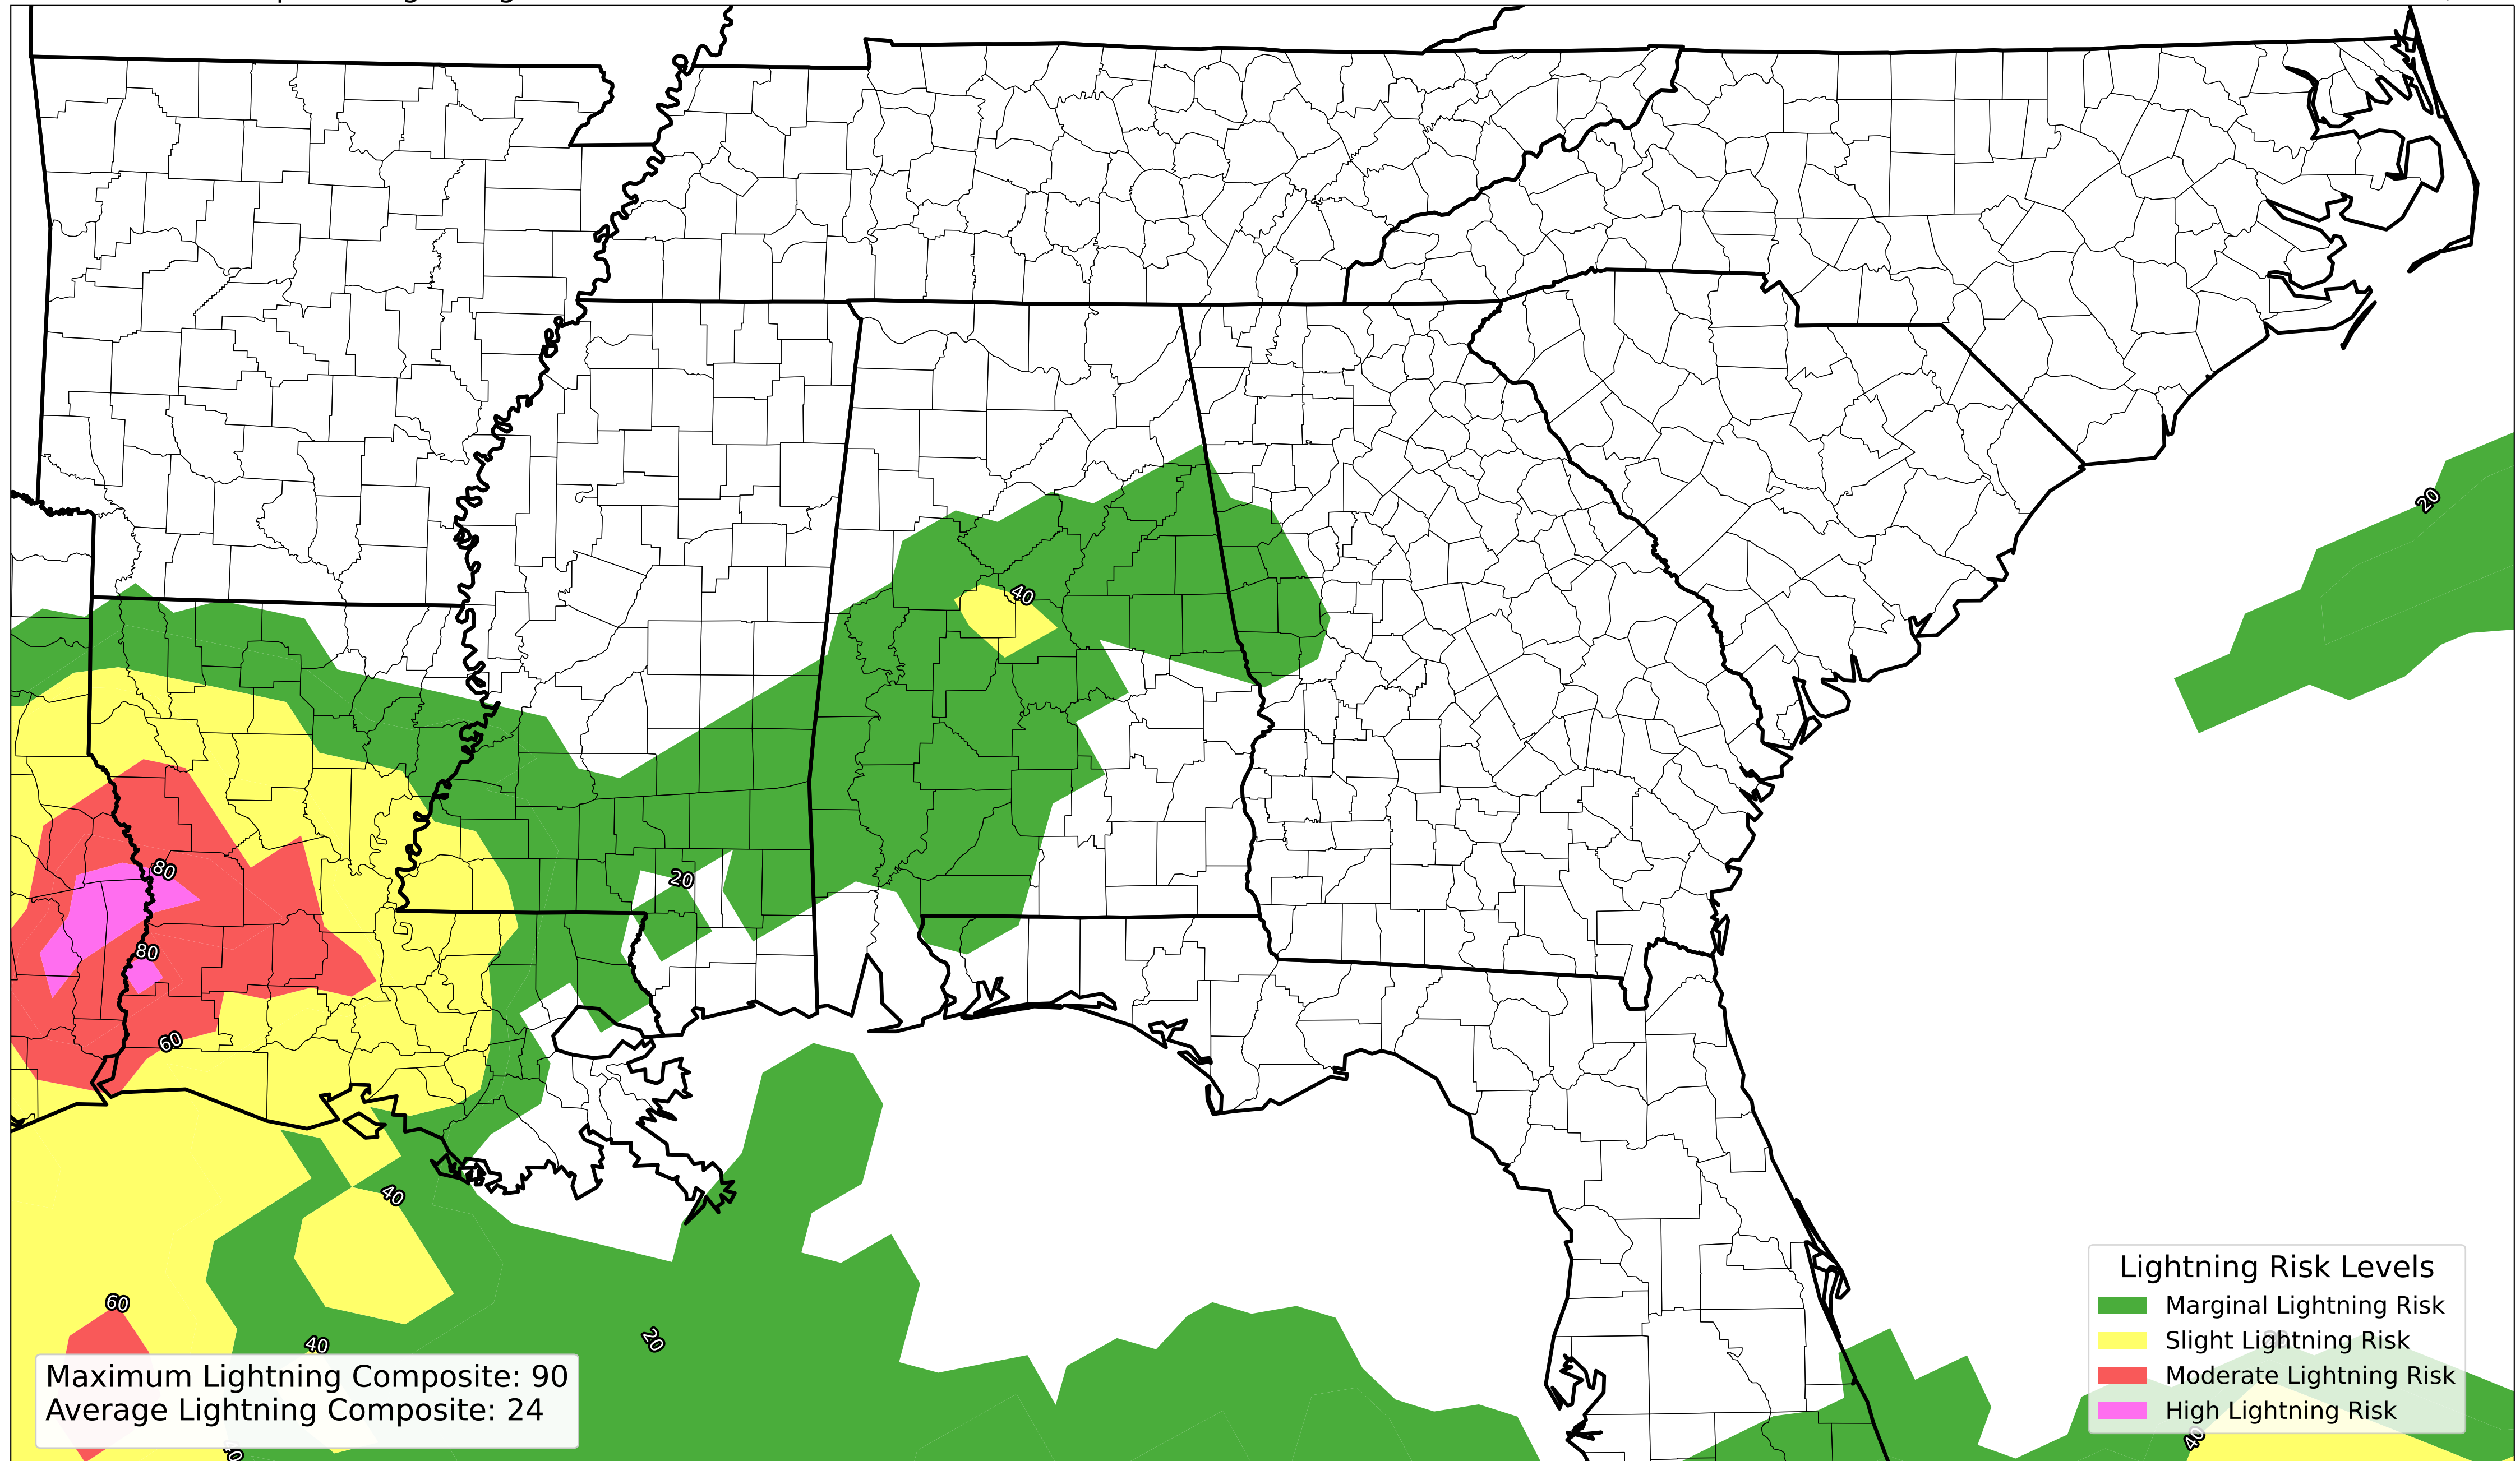 20
40
20
80
80
60
40
60
40
20
40
Lightning Risk Levels
Marginal Lightning Risk
Slight Lightning Risk
Moderate Lightning Risk
High Lightning Risk
Maximum Lightning Composite: 90
Average Lightning Composite: 24